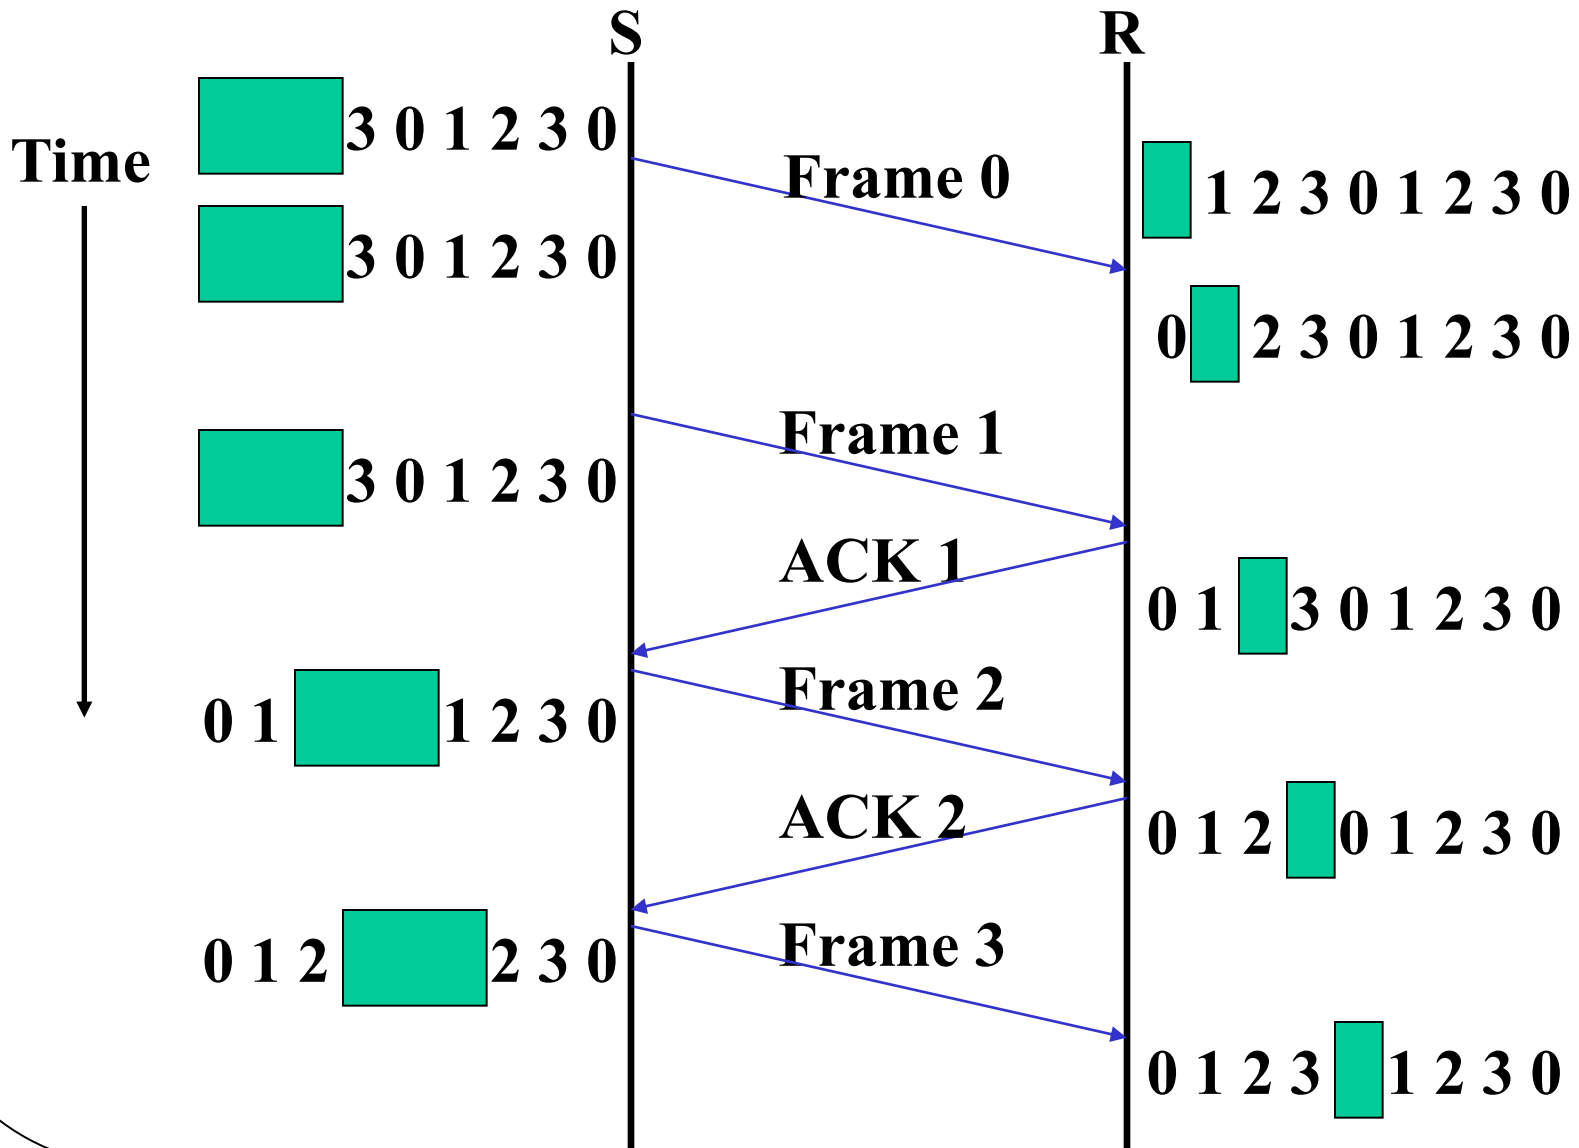 S R
3 0 1 2 3 0
Time
Frame 0
1 2 3 0 1 2 3 0
3 0 1 2 3 0
0 2 3 0 1 2 3 0
Frame 1
3 0 1 2 3 0
ACK 1
0 1 3 0 1 2 3 0
Frame 2
0 1 1 2 3 0
ACK 2
0 1 2 0 1 2 3 0
Frame 3
0 1 2 2 3 0
0 1 2 3 1 2 3 0